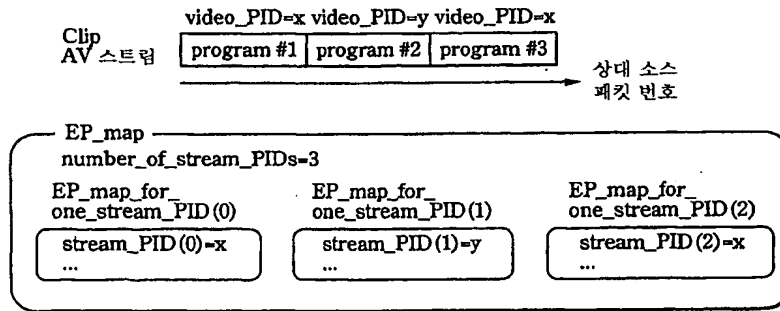 video_PID=x video_PID=y video_PID=x
Clip
AV 스트림
program #1 program #2 program #3
상대 소스
패킷 번호
EP_map
number_of_stream_PIDs=3
EP_map_for_
one_stream_PID(0)
EP_map_for_
one_stream_PID(1)
EP_map_for_
one_stream_PID(2)
stream_PID(0)=x
...
stream_PID(1)=y
...
stream_PID(2)=x
...